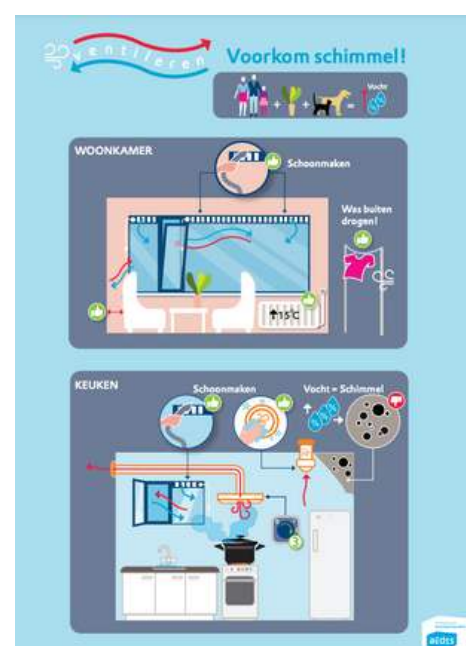 ventileren
Voorkom schimmel!
Vocht
WOONKAMER
Schoonmaken
Was buiten
drogen!
15°C
KEUKEN
Schoonmaken
Vocht = Schimmel
3